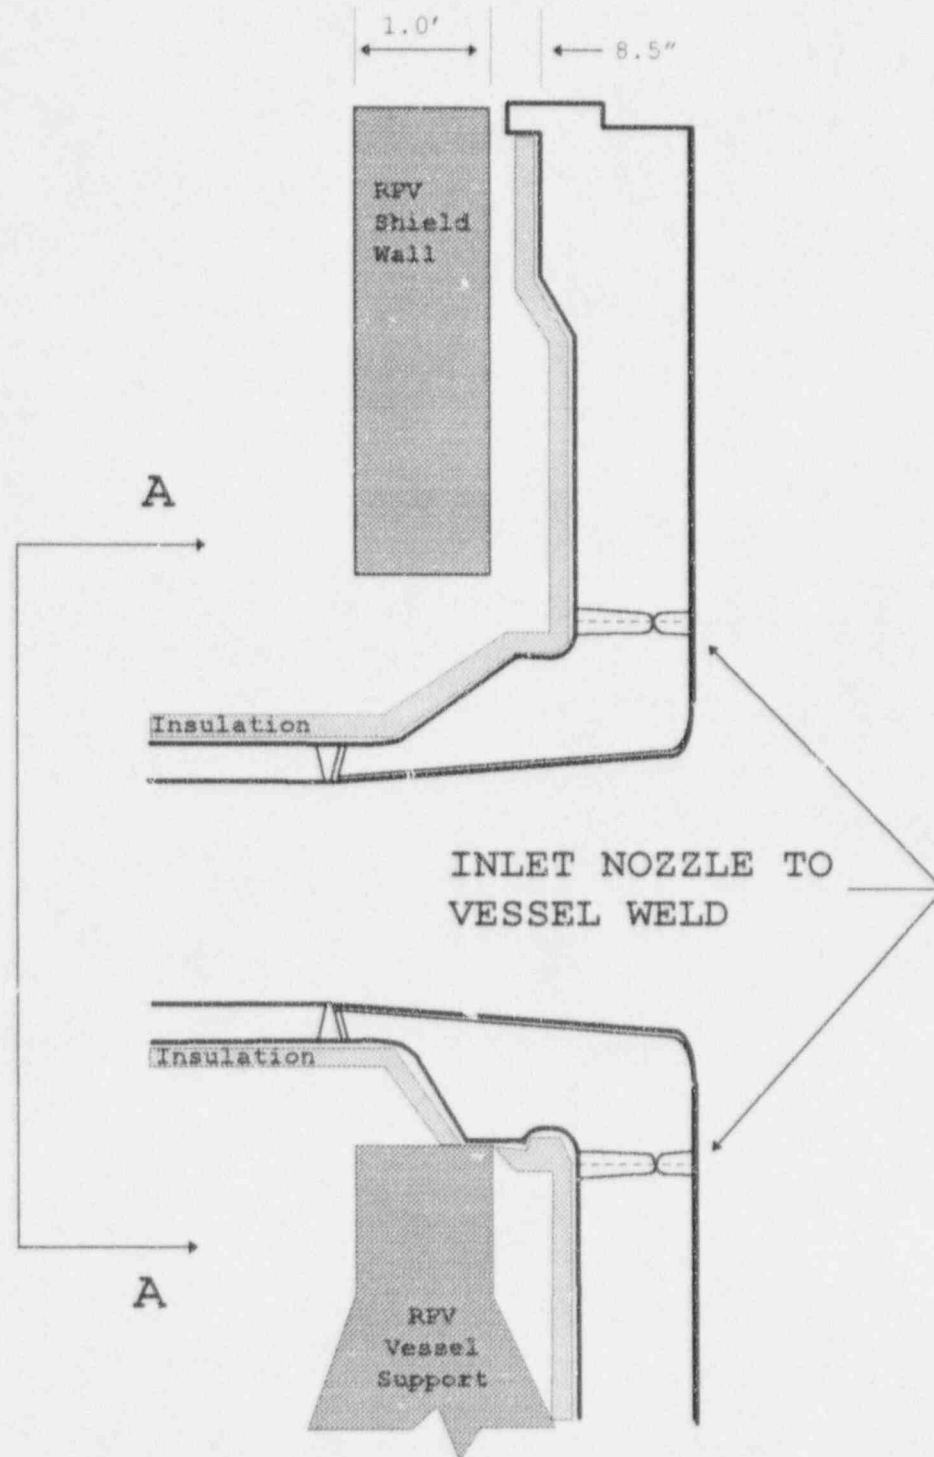 1.0'
8.5"
RPV
Shield
Wall
A
Insulation
INLET NOZZLE TO
VESSEL WELD
Insulation
A
RPV
Vessel
Support